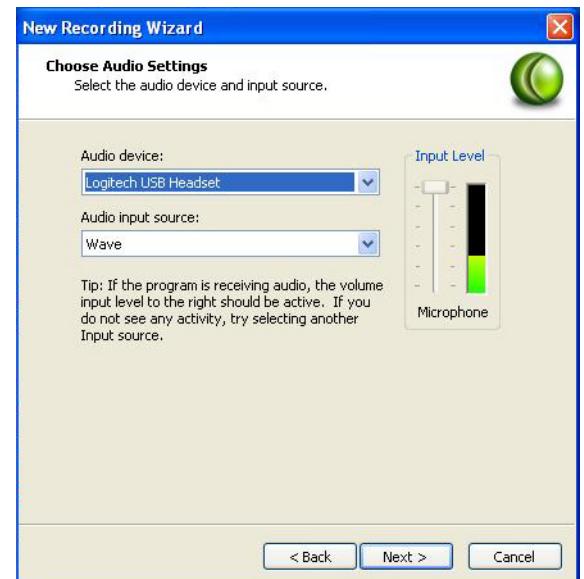 New Recording Wizard
Choose Audio Settings
Select the audio device and input source.
Audio device:
Logitech USB Headset
Audio input source:
Wave
Tip: If the program is receiving audio, the volume
input level to the right should be active. If you
do not see any activity, try selecting another
Input source.
Input Level
Microphone
< Back
Next >
Cancel